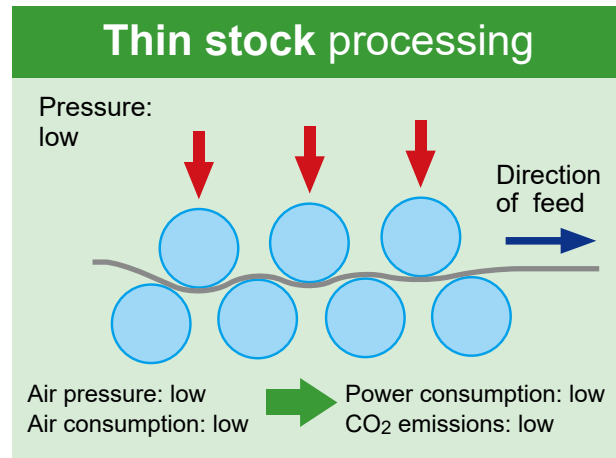 Thin stock processing
Pressure:
low
Direction
of feed
Air pressure: low
Air consumption: low
Power consumption: low
CO2 emissions: low